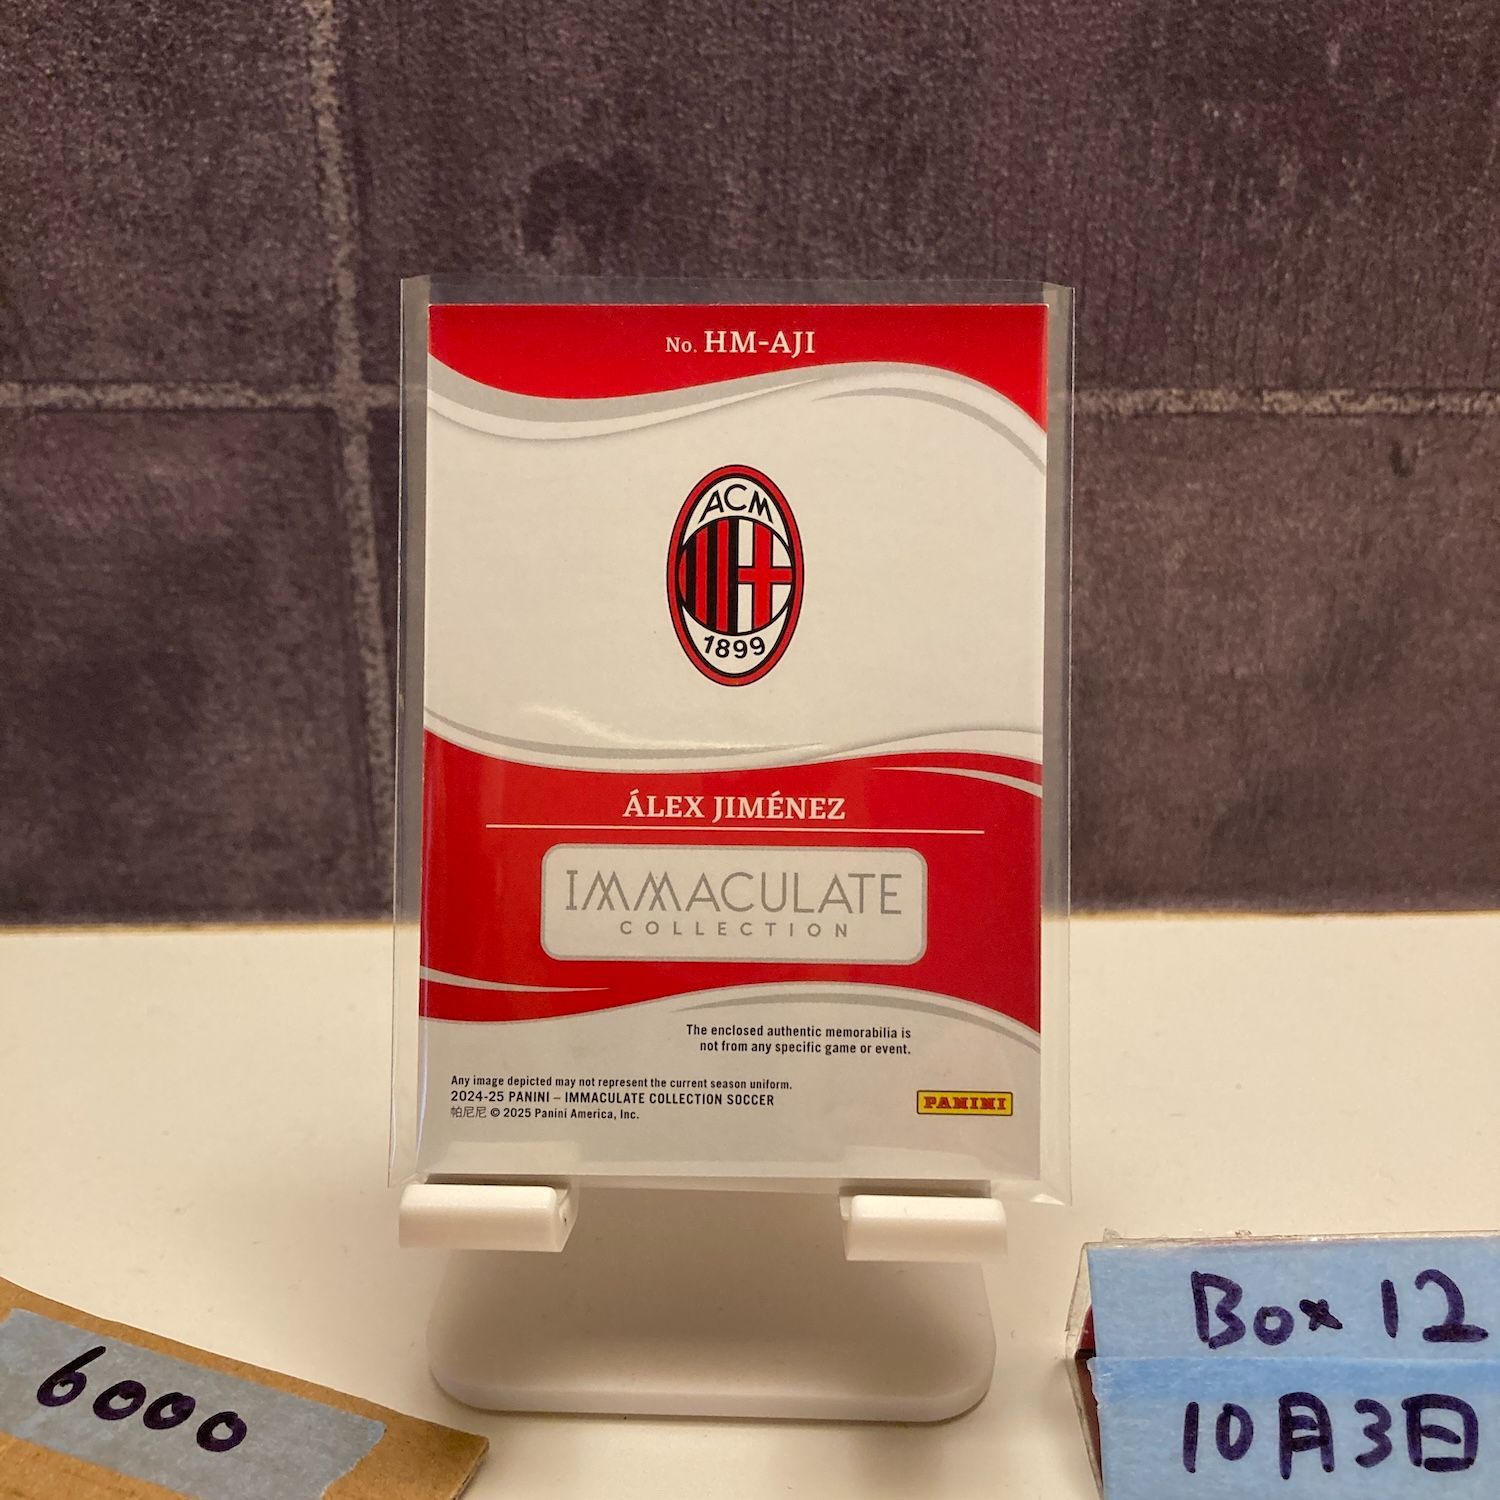 No. HM-AJI
ACM
1899
ÁLEX JIMÉNEZ
IMMACULATE
COLLECTION
The enclosed authentic memorabilia is
not from any specific game or event.
Any image depicted may not represent the current season uniform.
2024-25 PANINI – IMMACULATE COLLECTION SOCCER
帕尼尼 © 2025 Panini America, Inc.
PANINI
6000
Box 12
10月3日